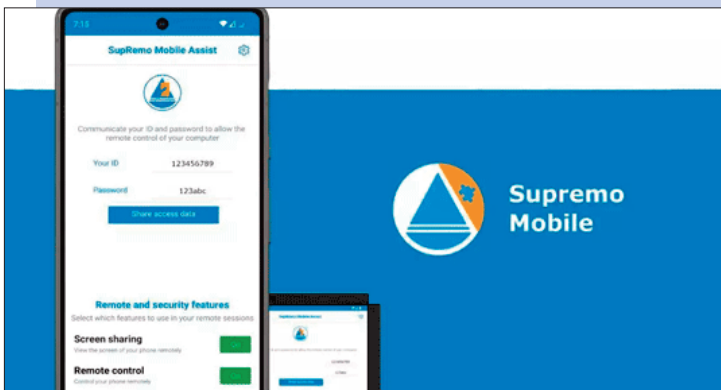 7:15
SupRemo Mobile Assist
Communicate your ID and password to allow the
remote control of your computer
Your ID 123456789
Password 123abc
Share access data
Remote and security features
Select which features to use in your remote sessions
Screen sharing
View the screen of your phone remotely
Remote control
Control your phone remotely
Supremo
Mobile